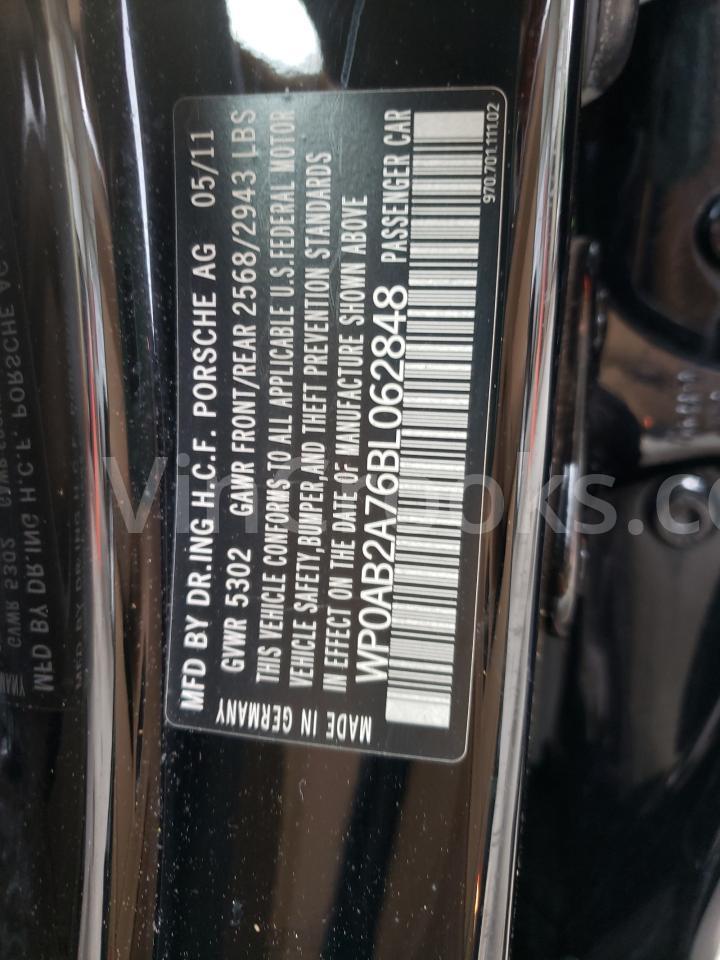 MFD BY DR.ING H.C.F. PORSCHE AG 05/11
GVWR 5302 GAWR FRONT/REAR 2568/2943 LBS
THIS VEHICLE CONFORMS TO ALL APPLICABLE U.S.FEDERAL MOTOR
VEHICLE SAFETY,BUMPER,AND THEFT PREVENTION STANDARDS
IN EFFECT ON THE DATE OF MANUFACTURE SHOWN ABOVE
WP0AB2A76BL062848 PASSENGER CAR
MADE IN GERMANY
970.701.111.02